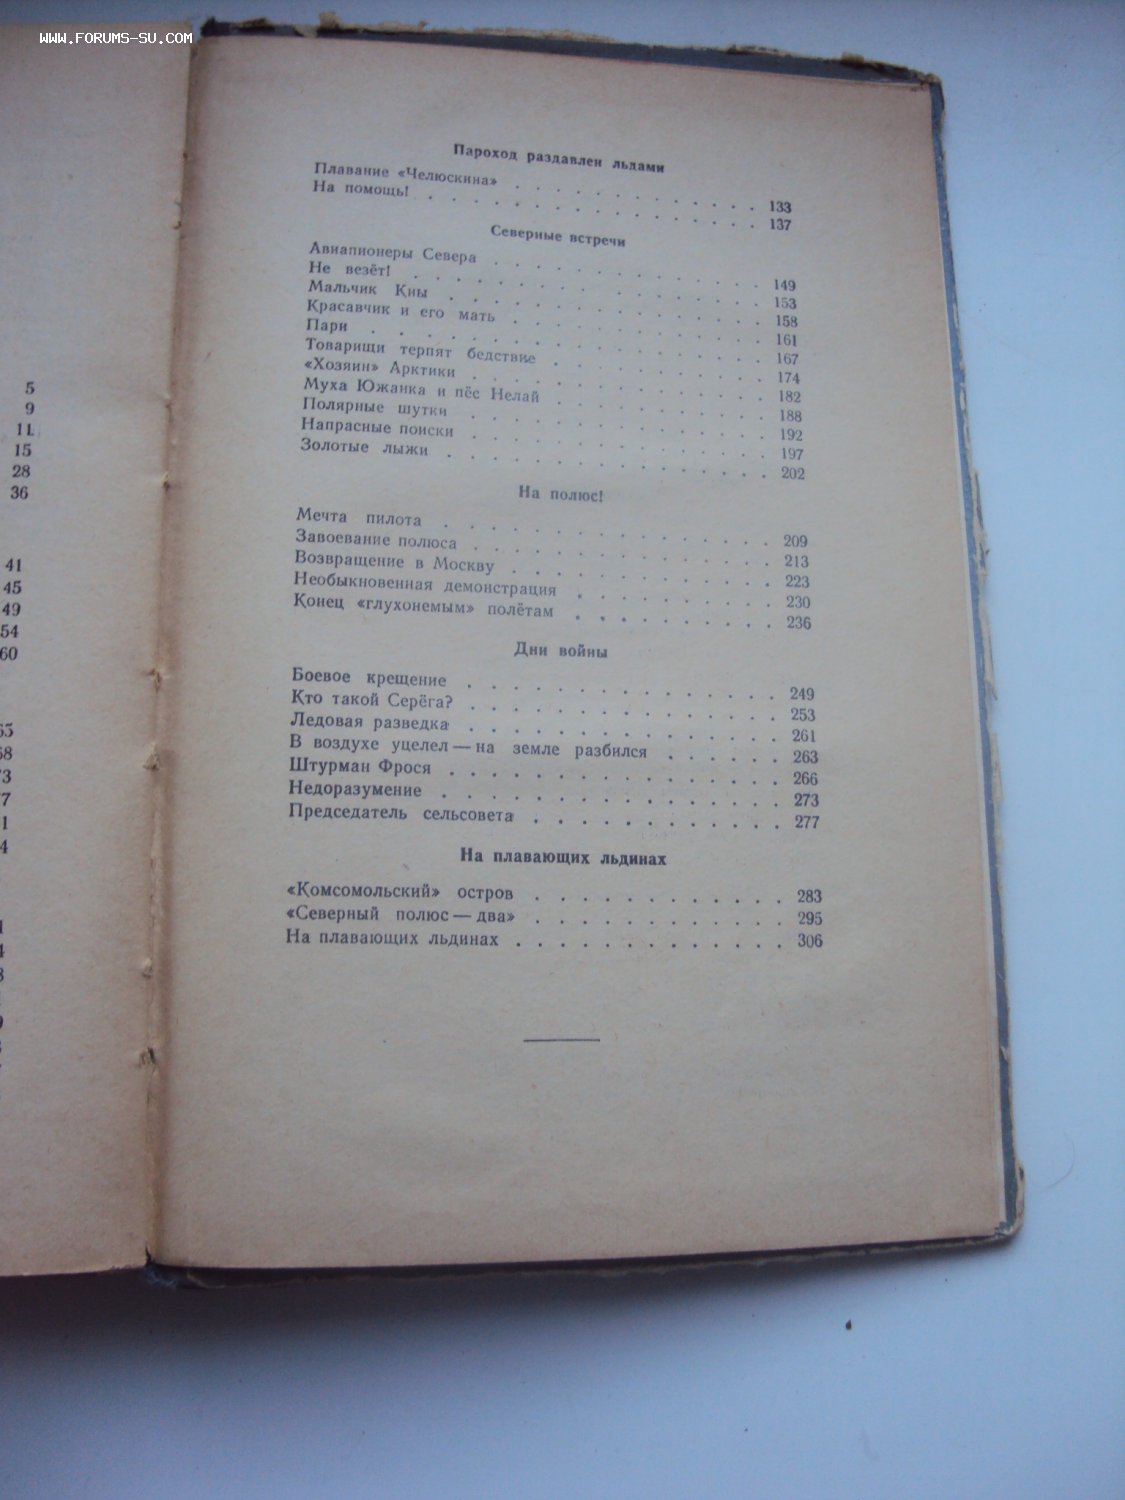 WWW.FORUMS-SU.COM
5
9
11
15
28
36
41
45
49
54
60
Пароход раздавлен льдами
Плавание «Челюскина» . . . . . . . . . . 133
На помощь! . . . . . . . . . . 137
Северные встречи
Авиапионеры Севера . . . . . . . . . . 149
Не везёт! . . . . . . . . . . 153
Мальчик Киы . . . . . . . . . . 158
Красавчик и его мать . . . . . . . . . . 161
Пари . . . . . . . . . . 167
Товарищи терпят бедствие . . . . . . . . . . 174
«Хозяин» Арктики . . . . . . . . . . 182
Муха Южанка и пёс Нелай . . . . . . . . . . 188
Полярные шутки . . . . . . . . . . 192
Напрасные поиски . . . . . . . . . . 197
Золотые лыжи . . . . . . . . . . 202
На полюс!
Мечта пилота . . . . . . . . . . 209
Завоевание полюса . . . . . . . . . . 213
Возвращение в Москву . . . . . . . . . . 223
Необыкновенная демонстрация . . . . . . . . . 230
Конец «глухонемым» полётам . . . . . . . . . 236
Дни войны
Боевое крещение . . . . . . . . . . 249
Кто такой Серёга? . . . . . . . . . . 253
Ледовая разведка . . . . . . . . . . 261
В воздухе уцелел — на земле разбился . . . . . . 263
Штурман Фрося . . . . . . . . . . 266
Недоразумение . . . . . . . . . . 273
Председатель сельсовета . . . . . . . . . . 277
На плавающих льдинах
«Комсомольский» остров . . . . . . . . . . 283
«Северный полюс — два» . . . . . . . . . . 295
На плавающих льдинах . . . . . . . . . . 306